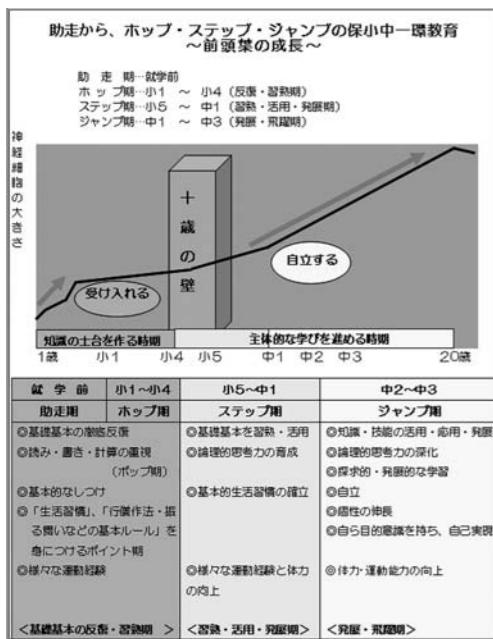 助走から、ホップ・ステップ・ジャンプの保小中一環教育
～前頭葉の成長～
助　走　期…就学前
ホ ッ プ 期…小1　～　小4（反復・習熟期）
ステップ期…小5　～　中1（習熟・活用・発展期）
ジャンプ期…中1　～　中3（発展・飛躍期）
神経細胞の大きさ
十歳の壁
受け入れる
自立する
知識の土台を作る時期
主体的な学びを進める時期
1歳　小1　小4　小5　中1　中2　中3　20歳
就　学　前　小1～小4　小5～中1　中2～中3
助走期　ホップ期　ステップ期　ジャンプ期
◎基礎基本の徹底反復
◎読み・書き・計算の重視
（ホップ期）
◎基本的なしつけ
◎「生活習慣」、「行儀作法・振
る舞いなどの基本ルール」を
身につけるポイント期
◎様々な運動経験
＜基礎基本の反復・習熟期　＞
◎基礎基本を習熟・活用
◎論理的思考力の育成
◎基本的生活習慣の確立
◎様々な運動経験と体力
の向上
＜習熟・活用・発展期＞
◎知識・技能の活用・応用・発展
◎論理的思考力の深化
◎探求的・発展的な学習
◎自立
◎個性の伸長
◎自ら目的意識を持ち、自己実現
◎体力・運動能力の向上
＜発展・飛躍期＞